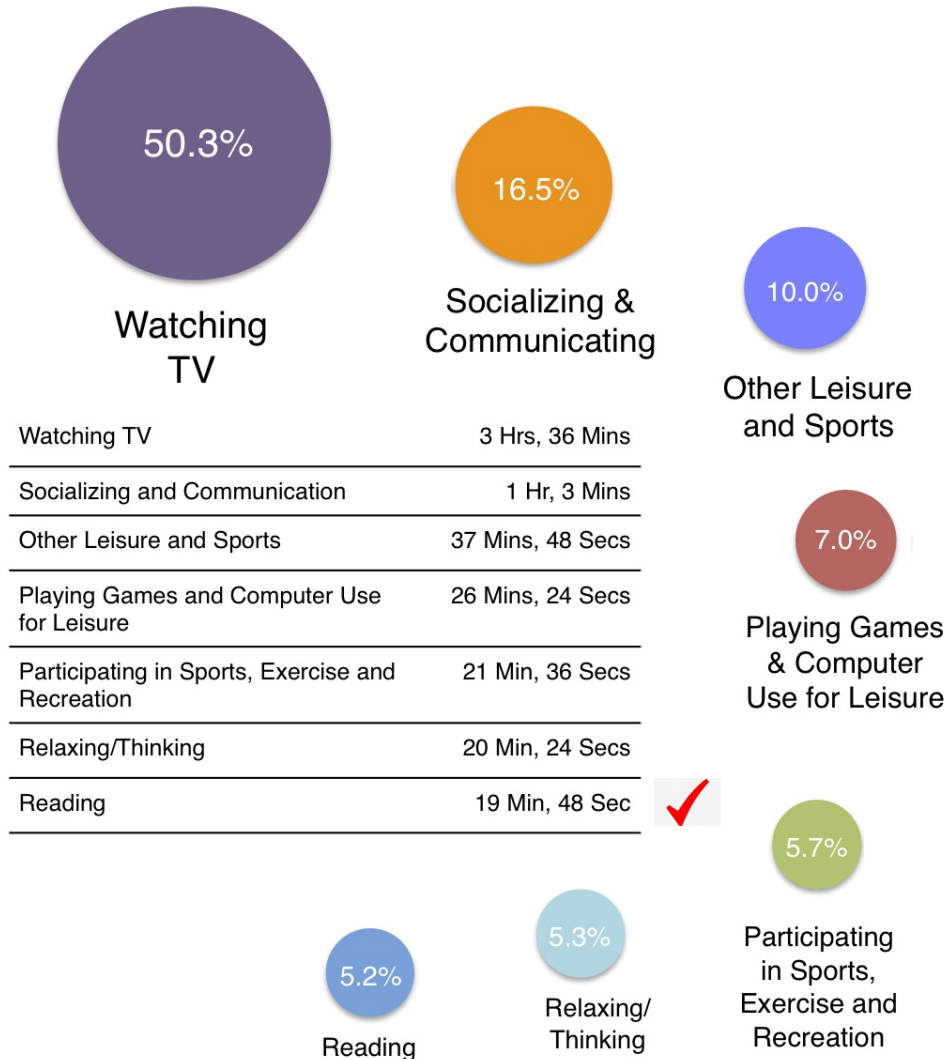 50.3%
Watching
TV
16.5%
Socializing &
Communicating
10.0%
Other Leisure
and Sports
Watching TV 3 Hrs, 36 Mins
Socializing and Communication 1 Hr, 3 Mins
Other Leisure and Sports 37 Mins, 48 Secs
Playing Games and Computer Use 26 Mins, 24 Secs
for Leisure
Participating in Sports, Exercise and 21 Min, 36 Secs
Recreation
Relaxing/Thinking 20 Min, 24 Secs
Reading 19 Min, 48 Sec
7.0%
Playing Games
& Computer
Use for Leisure
5.7%
Participating
in Sports,
Exercise and
Recreation
5.3%
Relaxing/
Thinking
5.2%
Reading